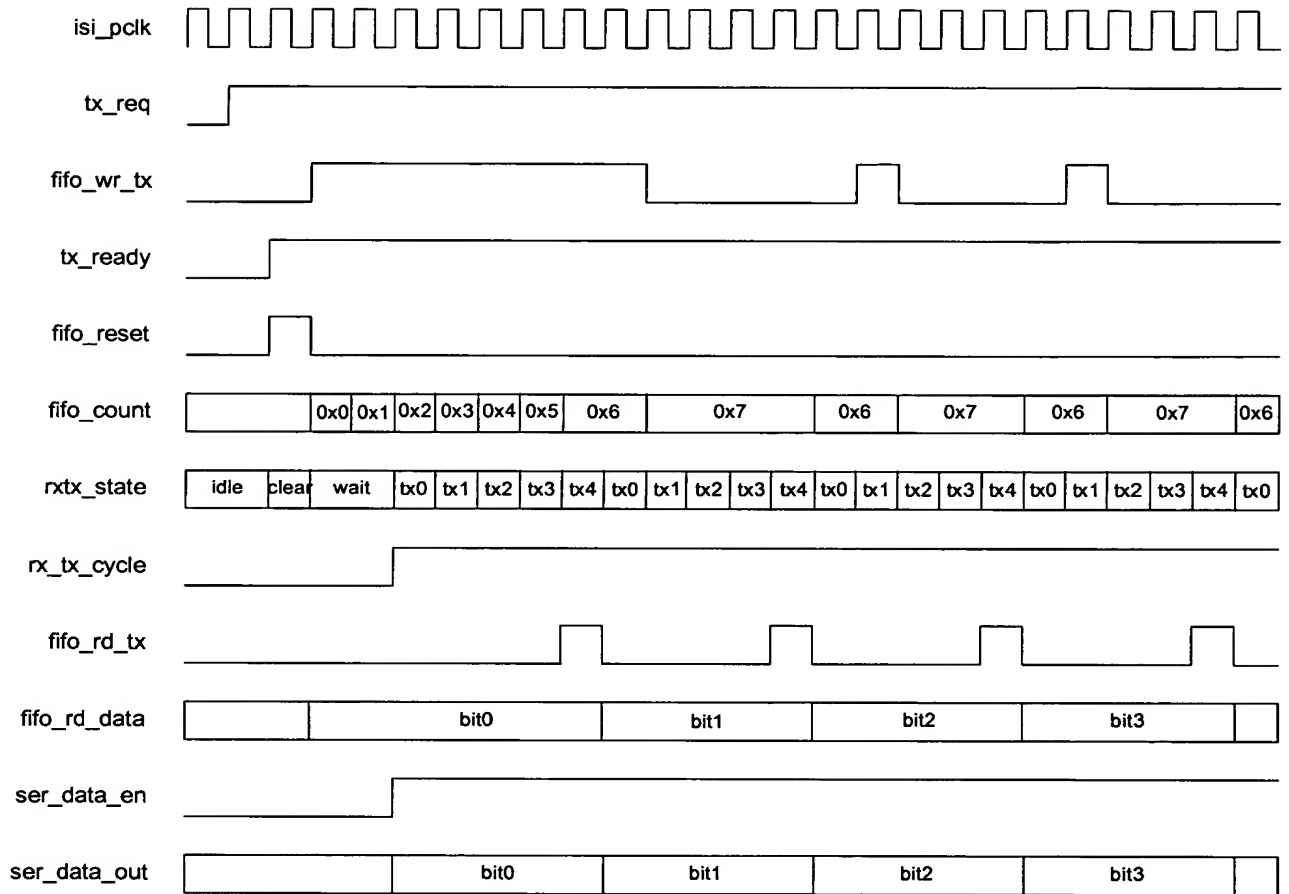 isi_pclk
tx_req
fifo_wr_tx
tx_ready
fifo_reset
fifo_count 0x0 0x1 0x2 0x3 0x4 0x5 0x6 0x7 0x6 0x7 0x6 0x7 0x6
rxtx_state idle clear wait tx0 tx1 tx2 tx3 tx4 tx0 tx1 tx2 tx3 tx4 tx0 tx1 tx2 tx3 tx4 tx0 tx1 tx2 tx3 tx4 tx0
rx_tx_cycle
fifo_rd_tx
fifo_rd_data bit0 bit1 bit2 bit3
ser_data_en
ser_data_out bit0 bit1 bit2 bit3